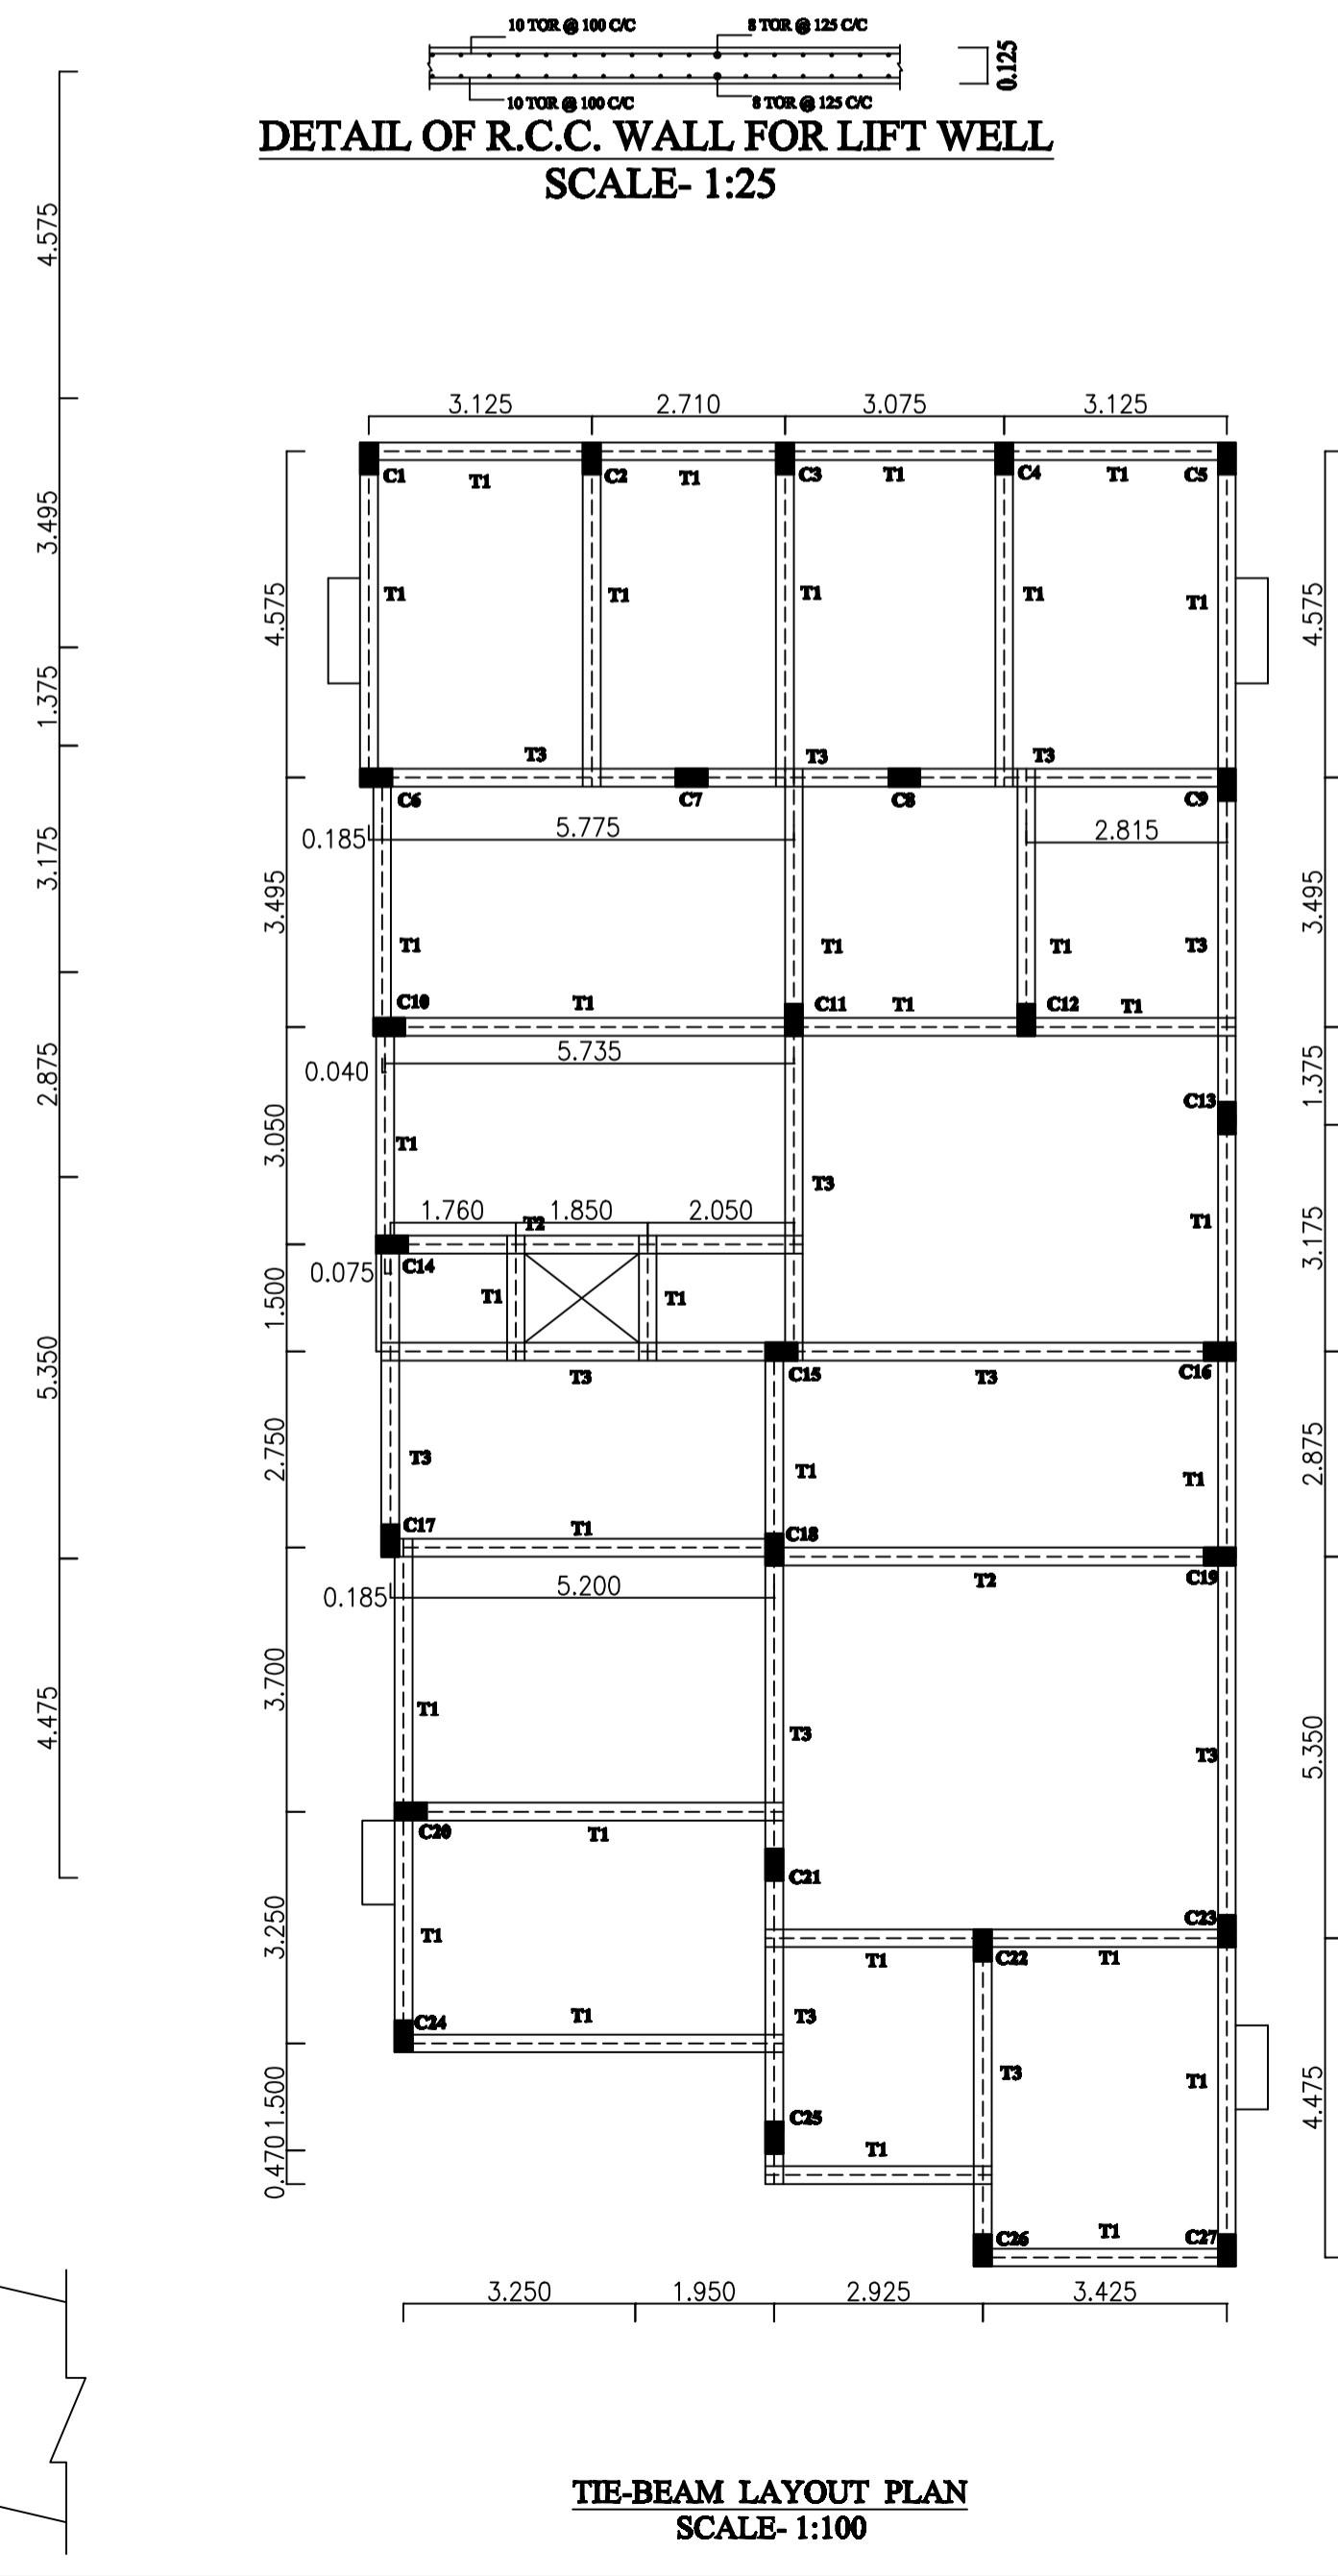 10 TOR @ 100 C/C 8 TOR @ 125 C/C
0.125
10 TOR @ 100 C/C 8 TOR @ 125 C/C
DETAIL OF R.C.C. WALL FOR LIFT WELL
SCALE- 1:25
4.575
3.495
1.375
3.175
2.875
5.350
4.475
3.125 2.710 3.075 3.125
C1 T1 C2 T1 C3 T1 C4 T1 C5
4.575 T1 T1 T1 T1 T1 4.575
T3 T3 T3
C6 C7 C8 C9
0.185 5.775 2.815
3.495 T1 T1 T1 T3 3.495
C10 T1 C11 T1 C12 T1
0.040 5.735
C13 1.375
3.050 T1
T3
1.760 1.850 2.050
T2 T1 3.175
0.075 C14
1.500 T1 T1
T3 C15 T3 C16
2.750 T3 T1 T1 2.875
C17 T1 C18
T2 C19
0.185 5.200
3.700 T1 T3 T3 5.350
C20 T1
C21
3.250 T1 C23
T1 C22 T1
C24 T1 T3
1.500 T3 T1 4.475
C25
0.470 T1
C26 T1 C27
3.250 1.950 2.925 3.425
TIE-BEAM LAYOUT PLAN
SCALE- 1:100